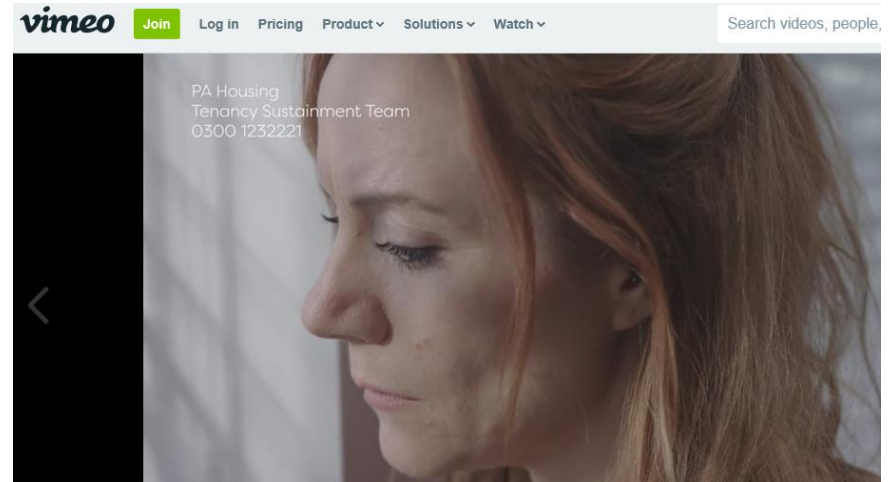 vimeo
Join Log in Pricing Product Solutions Watch Search videos, people,
PA Housing
Tenancy Sustainment Team
0300 1232221